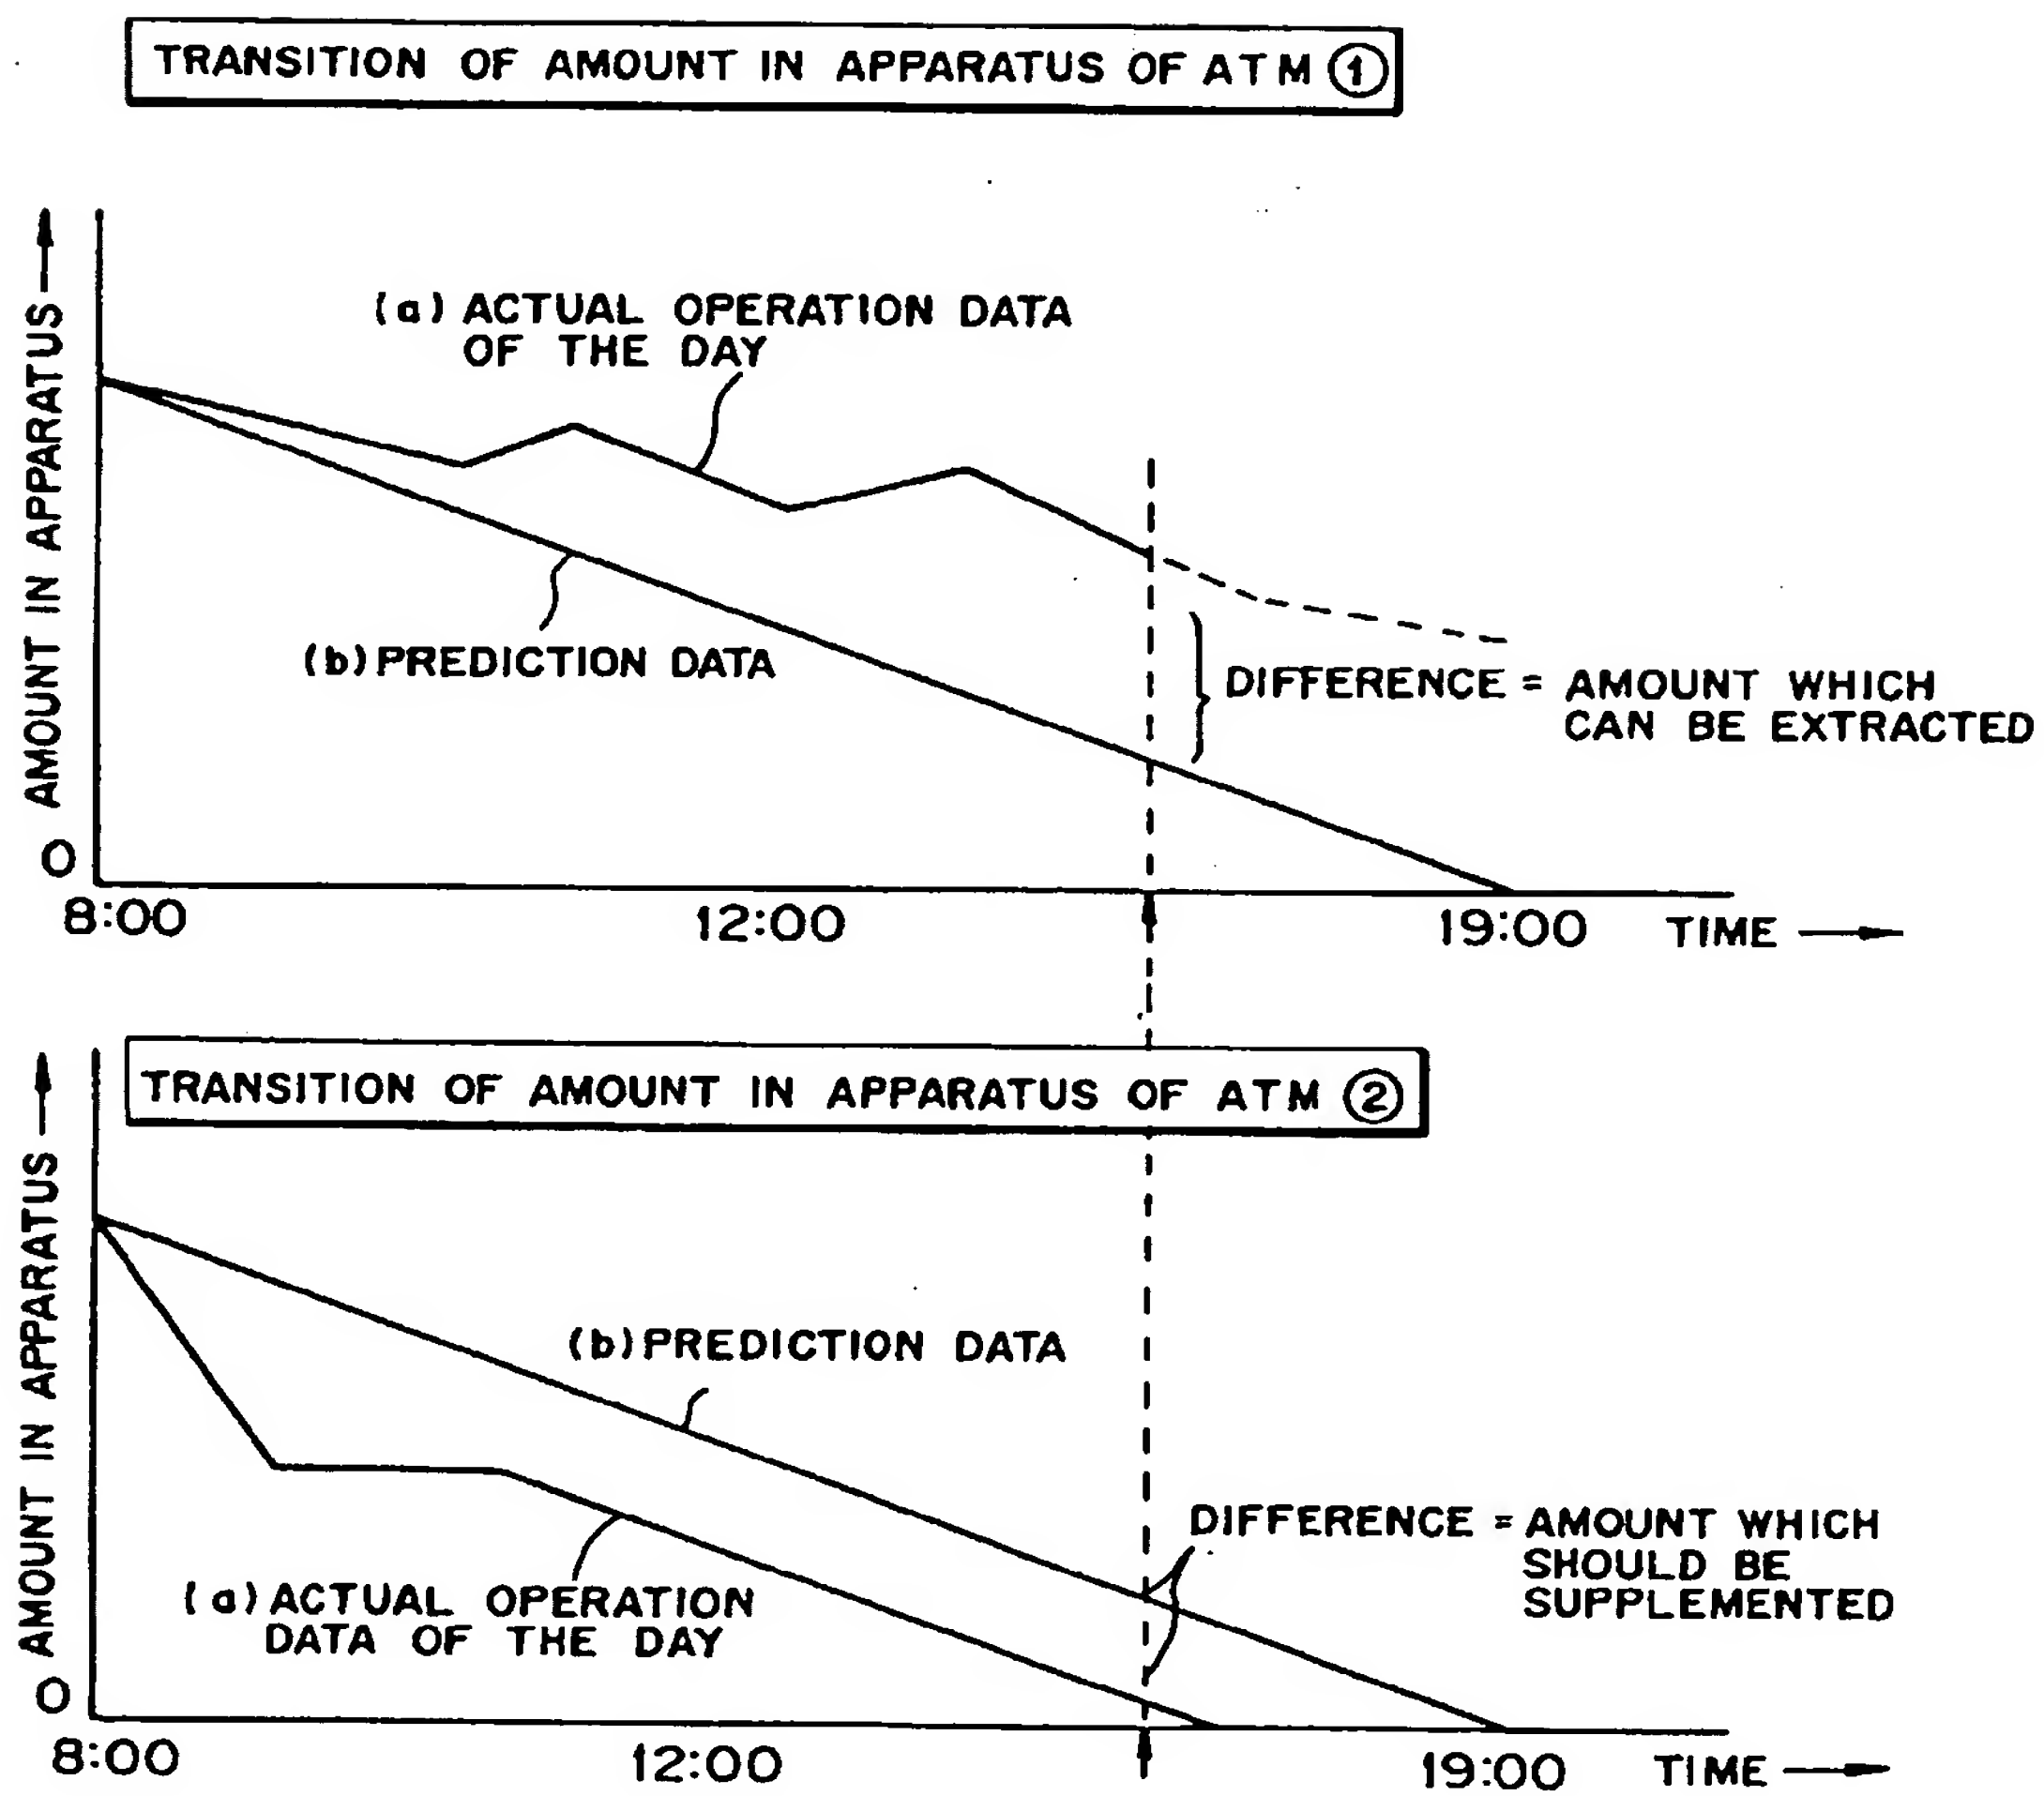 TRANSITION OF AMOUNT IN APPARATUS OF ATM ①
AMOUNT IN APPARATUS
(a) ACTUAL OPERATION DATA
OF THE DAY
(b) PREDICTION DATA
DIFFERENCE = AMOUNT WHICH
CAN BE EXTRACTED
0
8:00
12:00
19:00
TIME
TRANSITION OF AMOUNT IN APPARATUS OF ATM ②
AMOUNT IN APPARATUS
(b) PREDICTION DATA
DIFFERENCE = AMOUNT WHICH
SHOULD BE
SUPPLEMENTED
(a) ACTUAL OPERATION
DATA OF THE DAY
0
8:00
12:00
19:00
TIME